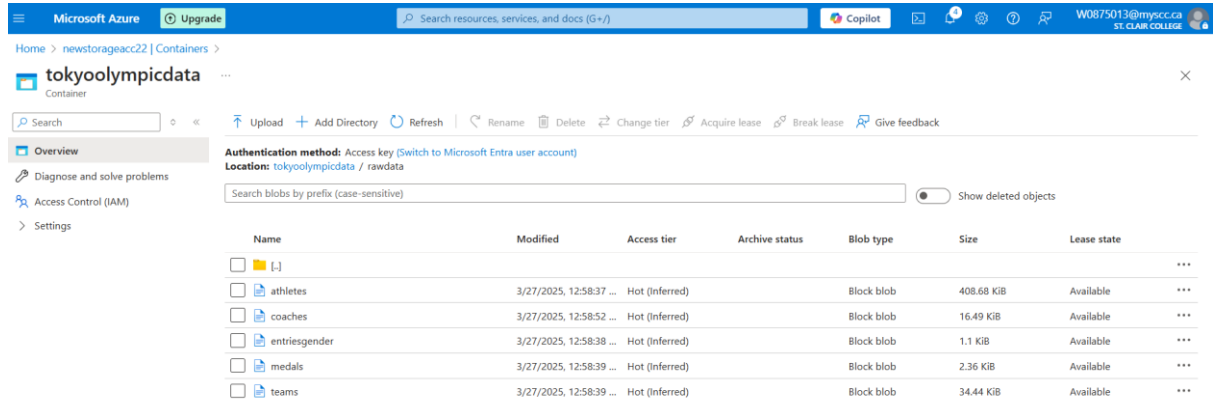 Microsoft Azure
Upgrade
Search resources, services, and docs (G+/)
Copilot
4
W0875013@myscc.ca
ST. CLAIR COLLEGE
Home > newstorageacc22 | Containers >
tokyoolympicdata ...
Container
Search
Upload Add Directory Refresh Rename Delete Change tier Acquire lease Break lease Give feedback
Overview
Diagnose and solve problems
Access Control (IAM)
Settings
Authentication method: Access key (Switch to Microsoft Entra user account)
Location: tokyoolympicdata / rawdata
Search blobs by prefix (case-sensitive)
Show deleted objects
Name Modified Access tier Archive status Blob type Size Lease state
[..]
athletes 3/27/2025, 12:58:37 ... Hot (Inferred) Block blob 408.68 KiB Available
coaches 3/27/2025, 12:58:52 ... Hot (Inferred) Block blob 16.49 KiB Available
entriesgender 3/27/2025, 12:58:38 ... Hot (Inferred) Block blob 1.1 KiB Available
medals 3/27/2025, 12:58:39 ... Hot (Inferred) Block blob 2.36 KiB Available
teams 3/27/2025, 12:58:39 ... Hot (Inferred) Block blob 34.44 KiB Available